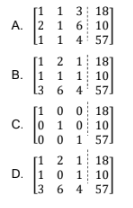 A. [1 1 3 | 18]
[2 1 6 | 10]
[1 1 4 | 57]
B. [1 2 1 | 18]
[1 1 1 | 10]
[3 6 4 | 57]
C. [1 0 0 | 18]
[0 1 0 | 10]
[0 0 1 | 57]
D. [1 2 1 | 18]
[1 0 1 | 10]
[3 6 4 | 57]